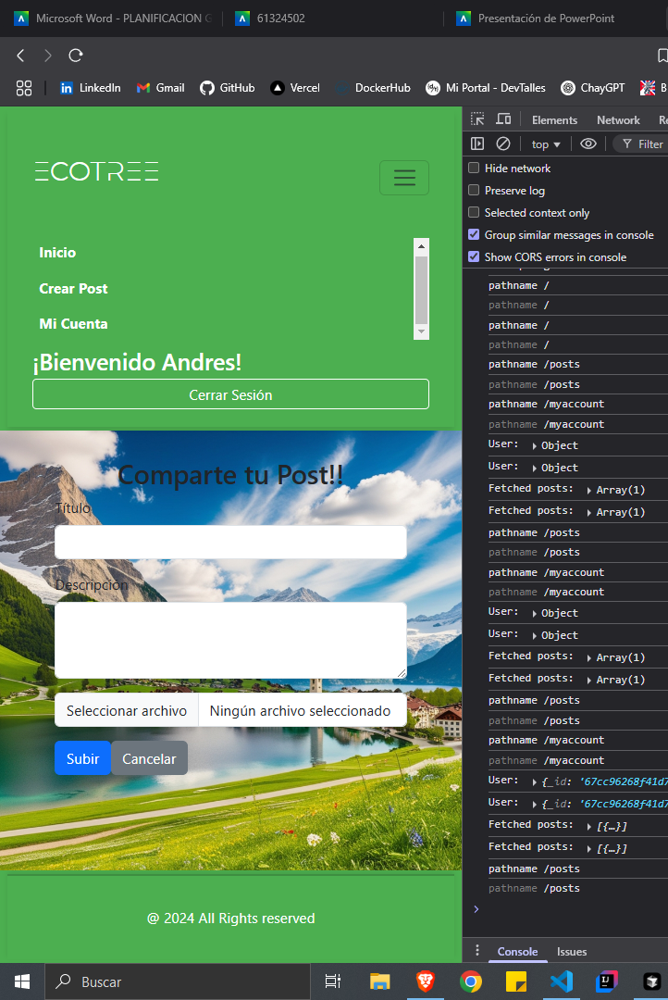 Microsoft Word - PLANIFICACION G
61324502
Presentación de PowerPoint
LinkedIn
Gmail
GitHub
Vercel
DockerHub
Mi Portal - DevTalles
ChayGPT
B
Elements
Network
Re
top
Filter
Hide network
Preserve log
Selected context only
Group similar messages in console
Show CORS errors in console
ECOTREE
Inicio
Crear Post
Mi Cuenta
¡Bienvenido Andres!
Cerrar Sesión
Comparte tu Post!!
Título
Descripción
Seleccionar archivo
Ningún archivo seleccionado
Subir
Cancelar
@ 2024 All Rights reserved
pathname /
pathname /
pathname /
pathname /
pathname /posts
pathname /posts
pathname /myaccount
pathname /myaccount
User: Object
User: Object
Fetched posts: Array(1)
Fetched posts: Array(1)
pathname /posts
pathname /posts
pathname /myaccount
pathname /myaccount
User: Object
User: Object
Fetched posts: Array(1)
Fetched posts: Array(1)
pathname /posts
pathname /posts
pathname /myaccount
pathname /myaccount
User: {_id: '67cc96268f41d7
User: {_id: '67cc96268f41d7
Fetched posts: [{…}]
Fetched posts: [{…}]
pathname /posts
pathname /posts
Console
Issues
Buscar